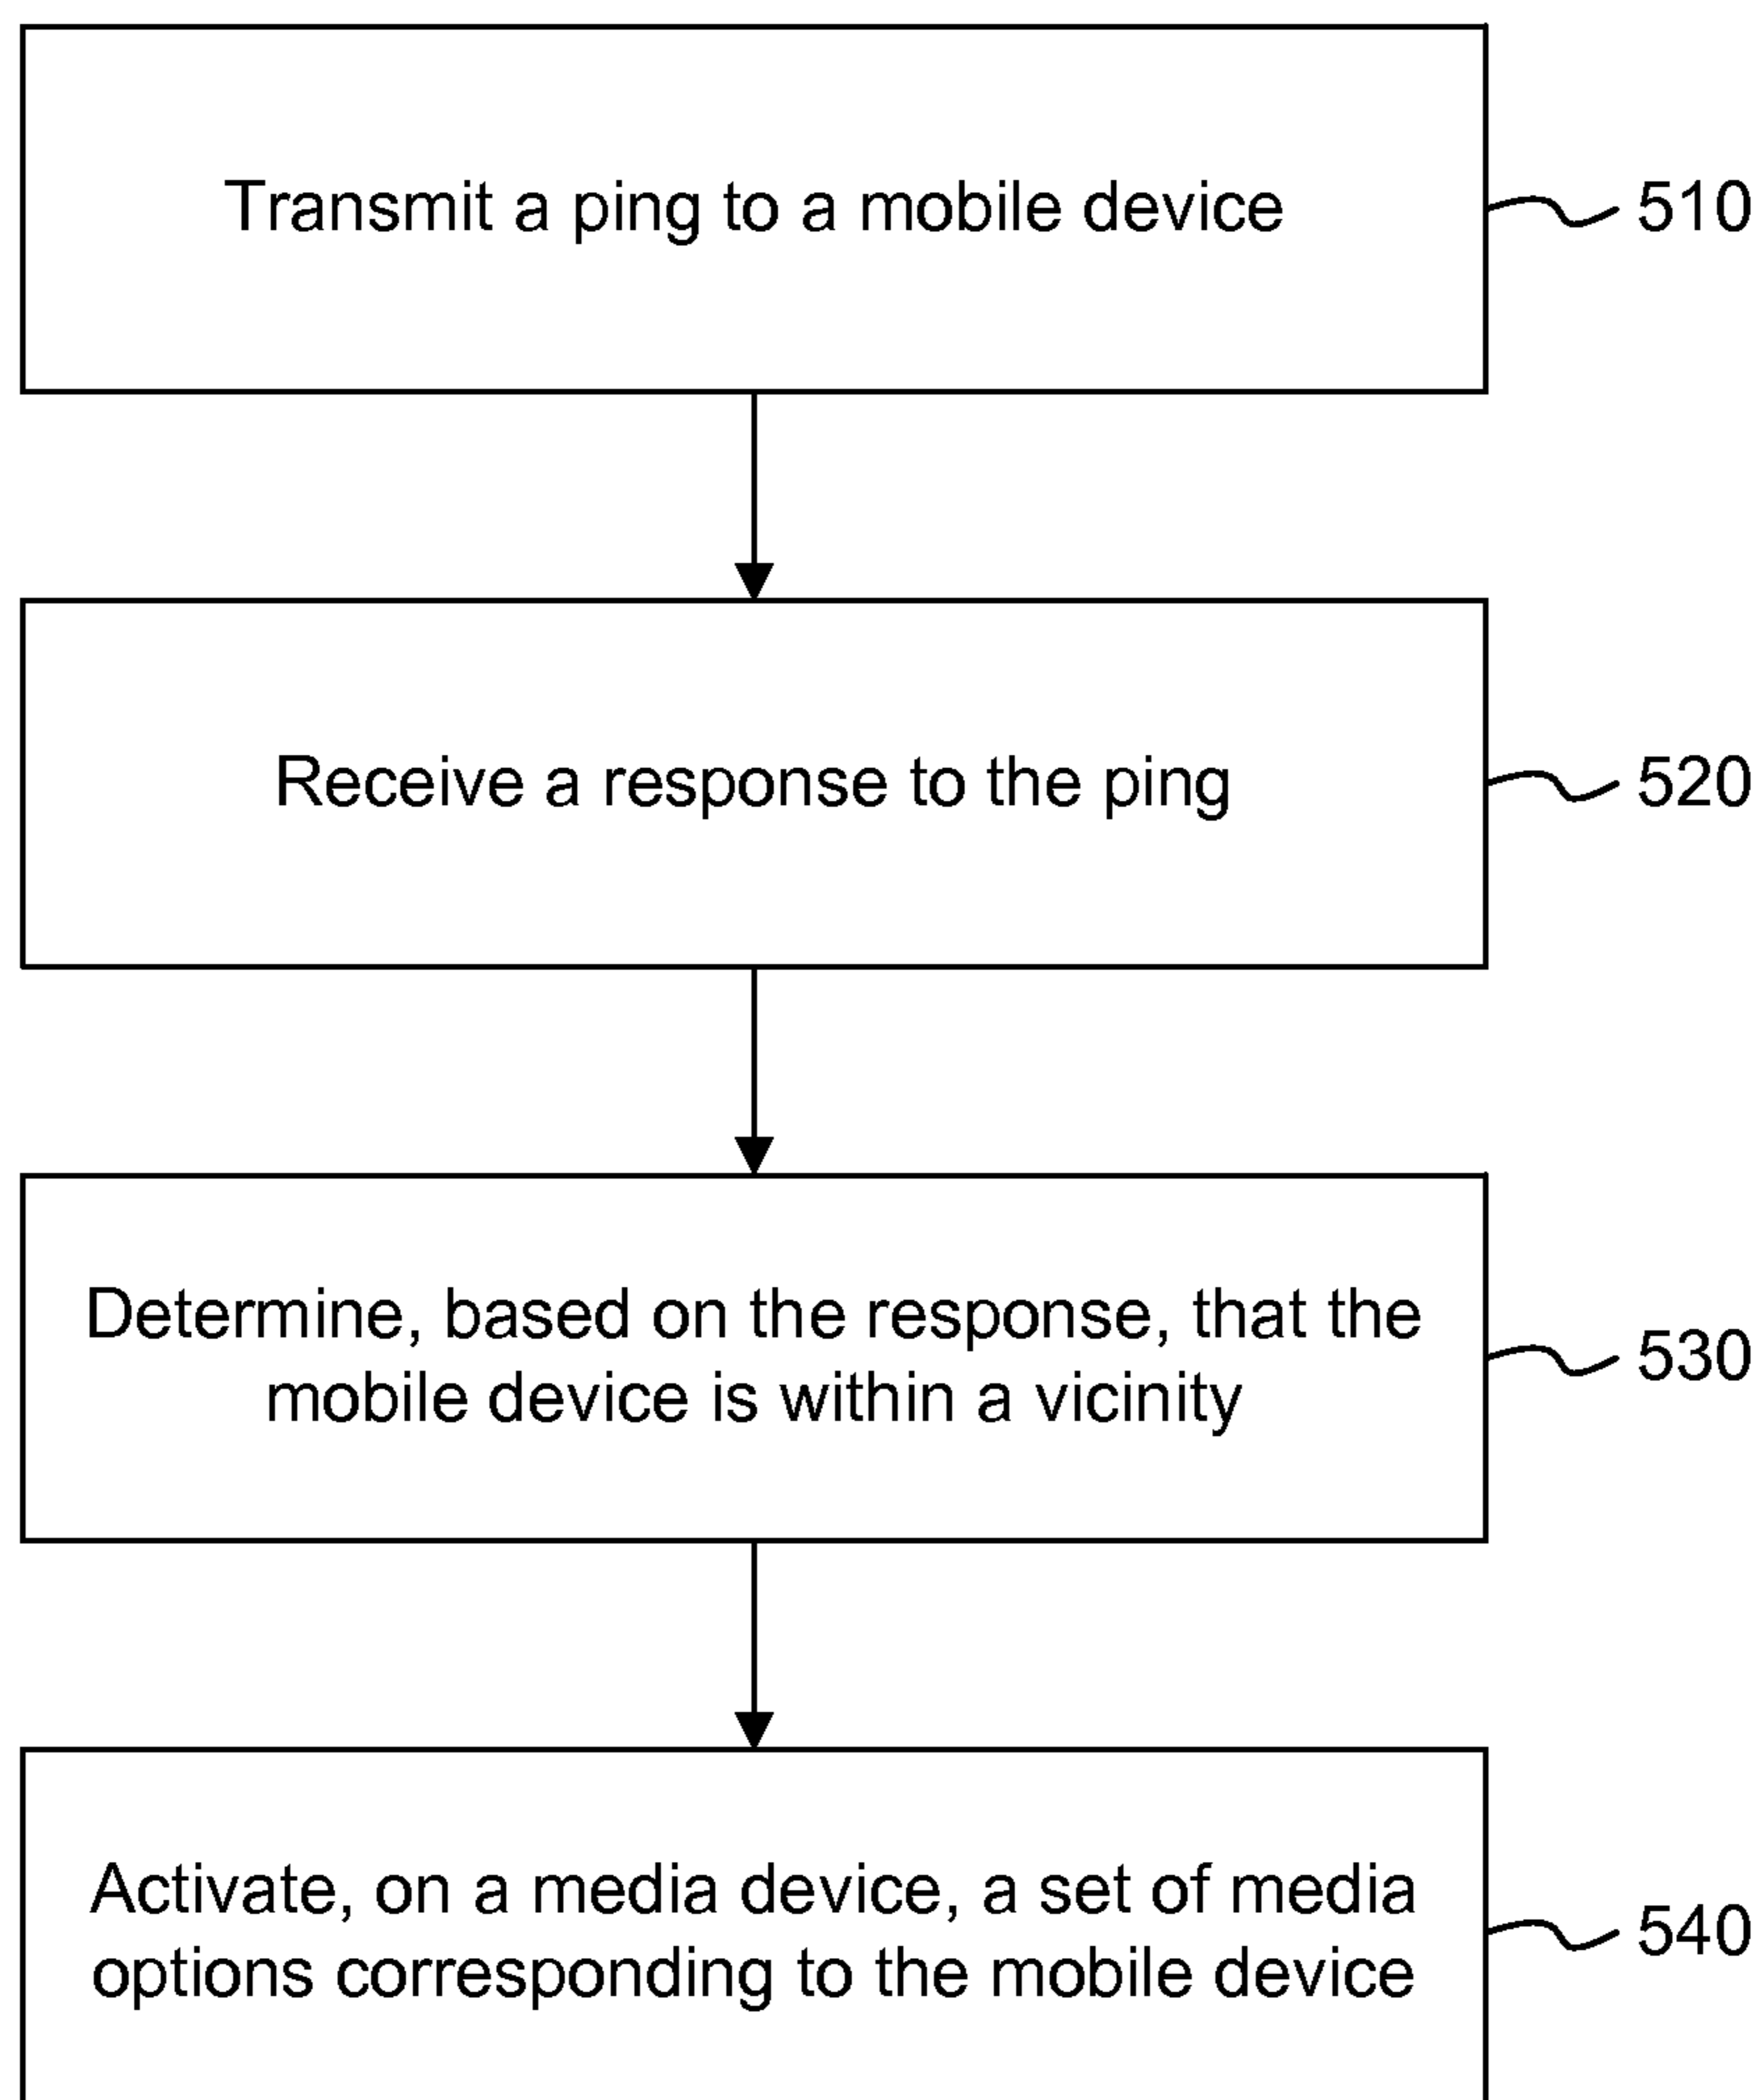 Transmit a ping to a mobile device
510
Receive a response to the ping
520
Determine, based on the response, that the
mobile device is within a vicinity
530
Activate, on a media device, a set of media
options corresponding to the mobile device
540